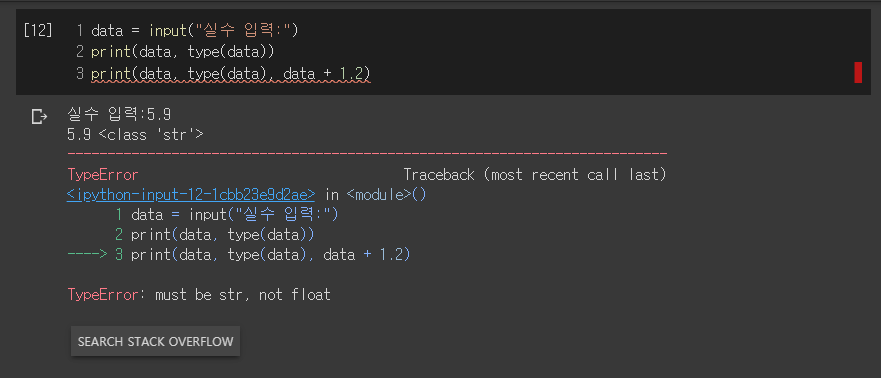 [12] 1 data = input("실수 입력:")
2 print(data, type(data))
3 print(data, type(data), data + 1.2)
실수 입력:5.9
5.9 <class 'str'>
---------------------------------------------------------------------------
TypeError Traceback (most recent call last)
<ipython-input-12-1cbb23e9d2ae> in <module>()
1 data = input("실수 입력:")
2 print(data, type(data))
----> 3 print(data, type(data), data + 1.2)
TypeError: must be str, not float
SEARCH STACK OVERFLOW